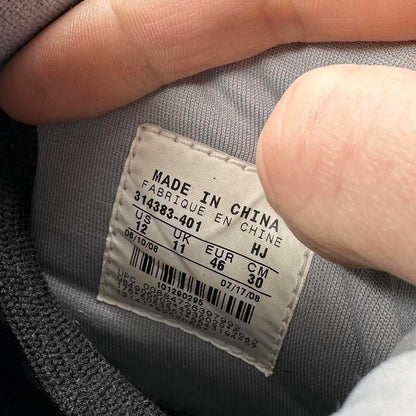 MADE IN CHINA
FABRIQUE EN CHINE
314383-401 HJ
US UK EUR CM
12 11 46 30
06/10/08 07/17/08
101260295